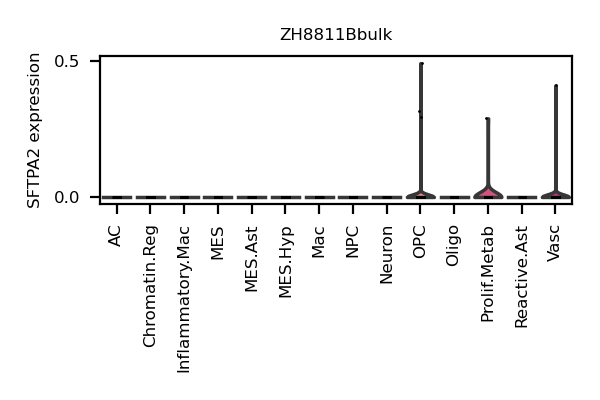 ZH8811Bbulk
SFTPA2 expression
0.5
0.0
AC
Chromatin.Reg
Inflammatory.Mac
MES
MES.Ast
MES.Hyp
Mac
NPC
Neuron
OPC
Oligo
Prolif.Metab
Reactive.Ast
Vasc